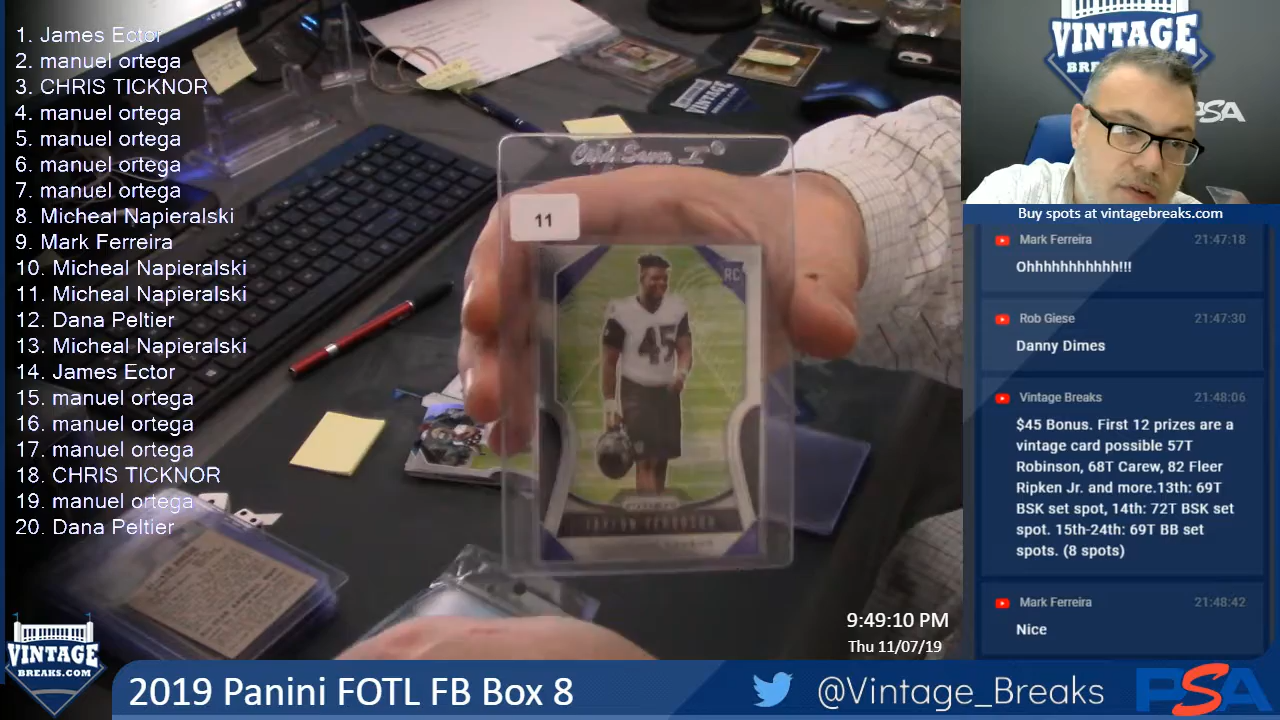 1. James Ector
2. manuel ortega
3. CHRIS TICKNOR
4. manuel ortega
5. manuel ortega
6. manuel ortega
7. manuel ortega
8. Micheal Napieralski
9. Mark Ferreira
10. Micheal Napieralski
11. Micheal Napieralski
12. Dana Peltier
13. Micheal Napieralski
14. James Ector
15. manuel ortega
16. manuel ortega
17. manuel ortega
18. CHRIS TICKNOR
19. manuel ortega
20. Dana Peltier
Card Saver I
11
RC
45
PRIZM
VINTAGE
PSA
Buy spots at vintagebreaks.com
Mark Ferreira 21:47:18
Ohhhhhhhhhhh!!!
Rob Giese 21:47:30
Danny Dimes
Vintage Breaks 21:48:06
$45 Bonus. First 12 prizes are a
vintage card possible 57T
Robinson, 68T Carew, 82 Fleer
Ripken Jr. and more.13th: 69T
BSK set spot, 14th: 72T BSK set
spot. 15th-24th: 69T BB set
spots. (8 spots)
Mark Ferreira 21:48:42
Nice
9:49:10 PM
Thu 11/07/19
VINTAGE
BREAKS.COM
2019 Panini FOTL FB Box 8
@Vintage_Breaks
PSA